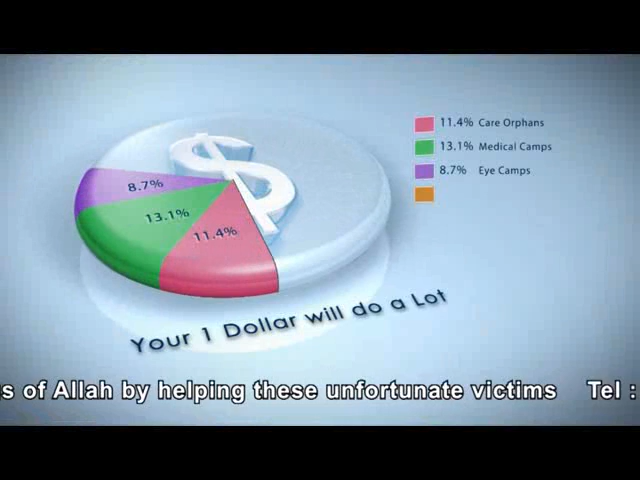 11.4% Care Orphans
13.1% Medical Camps
8.7% Eye Camps
$
8.7%
13.1%
11.4%
Your 1 Dollar will do a Lot
s of Allah by helping these unfortunate victims Tel :